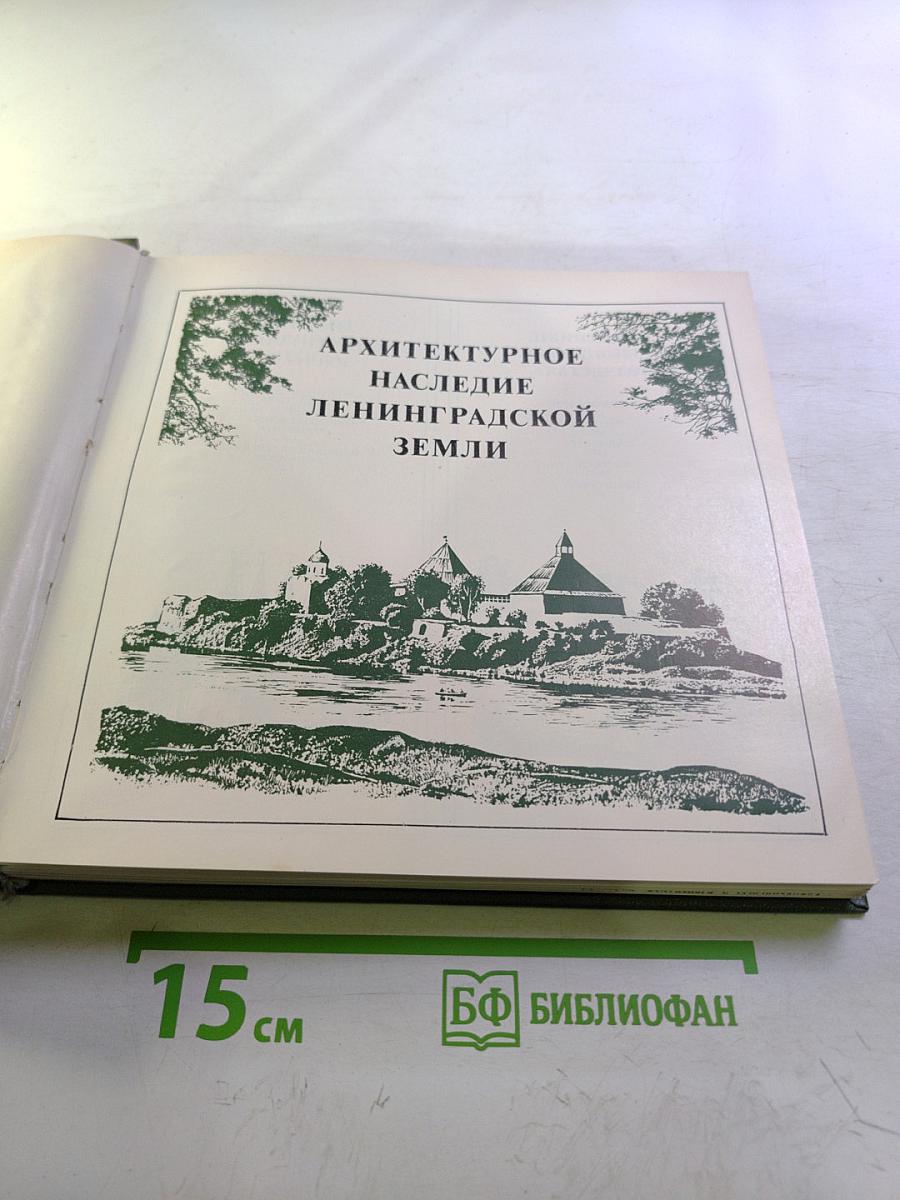 АРХИТЕКТУРНОЕ
НАСЛЕДИЕ
ЛЕНИНГРАДСКОЙ
ЗЕМЛИ
15 см
БФ БИБЛИОФАН